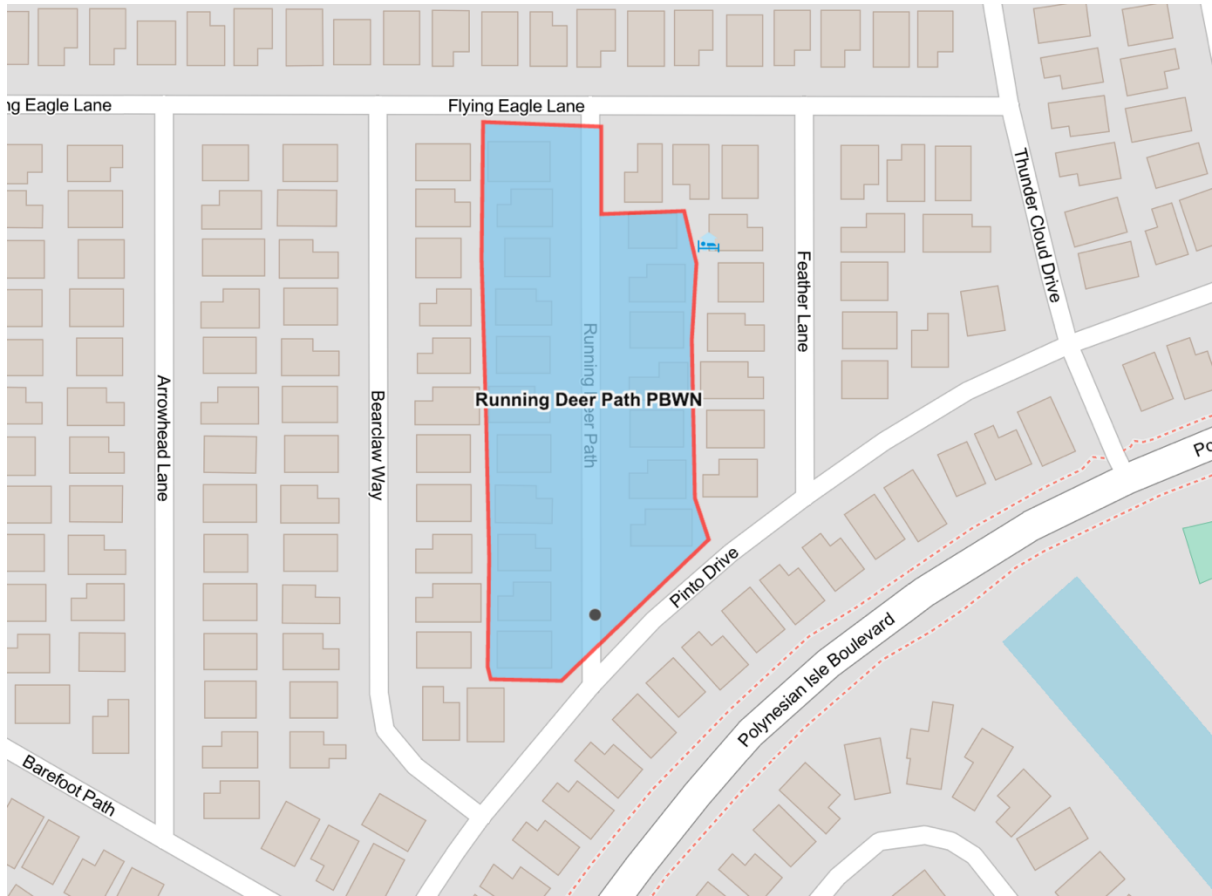 ng Eagle Lane
Flying Eagle Lane
Thunder Cloud Drive
Feather Lane
Running Deer Path
Running Deer Path PBWN
Arrowhead Lane
Bearclaw Way
Po
Pinto Drive
Polynesian Isle Boulevard
Barefoot Path